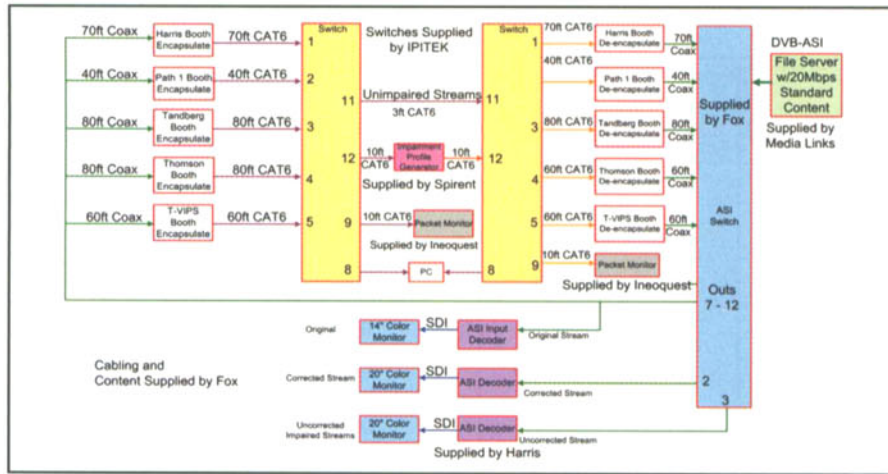 70ft Coax
Harris Booth
Encapsulate
70ft CAT6
1
40ft Coax
Path 1 Booth
Encapsulate
40ft CAT6
2
80ft Coax
Tandberg
Booth
Encapsulate
80ft CAT6
3
80ft Coax
Thomson
Booth
Encapsulate
80ft CAT6
4
60ft Coax
T-VIPS
Booth
Encapsulate
60ft CAT6
5
Switch
11
12
9
8
Switches Supplied
by IPITEK
Unimpaired Streams
3ft CAT6
10ft
CAT6
Impairment
Profile
Generator
10ft
CAT6
Supplied by Spirent
10ft CAT6
Packet Monitor
Supplied by Ineoquest
PC
Switch
1
11
3
12
4
5
9
8
70ft CAT6
Harris Booth
De-encapsulate
70ft
Coax
40ft CAT6
Path 1 Booth
De-encapsulate
40ft
Coax
80ft CAT6
Tandberg Booth
De-encapsulate
80ft
Coax
60ft CAT6
Thomson Booth
De-encapsulate
60ft
Coax
60ft CAT6
T-VIPS Booth
De-encapsulate
60ft
Coax
10ft CAT6
Packet Monitor
Supplied by Ineoquest
Supplied
by Fox
ASI
Switch
Outs
7 - 12
2
3
DVB-ASI
File Server
w/20Mbps
Standard
Content
Supplied by
Media Links
Original
14" Color
Monitor
SDI
ASI Input
Decoder
Original Stream
Cabling and
Content Supplied by Fox
Corrected Stream
20" Color
Monitor
SDI
ASI Decoder
Corrected Stream
Uncorrected
Impaired Streams
20" Color
Monitor
SDI
ASI Decoder
Uncorrected Stream
Supplied by Harris